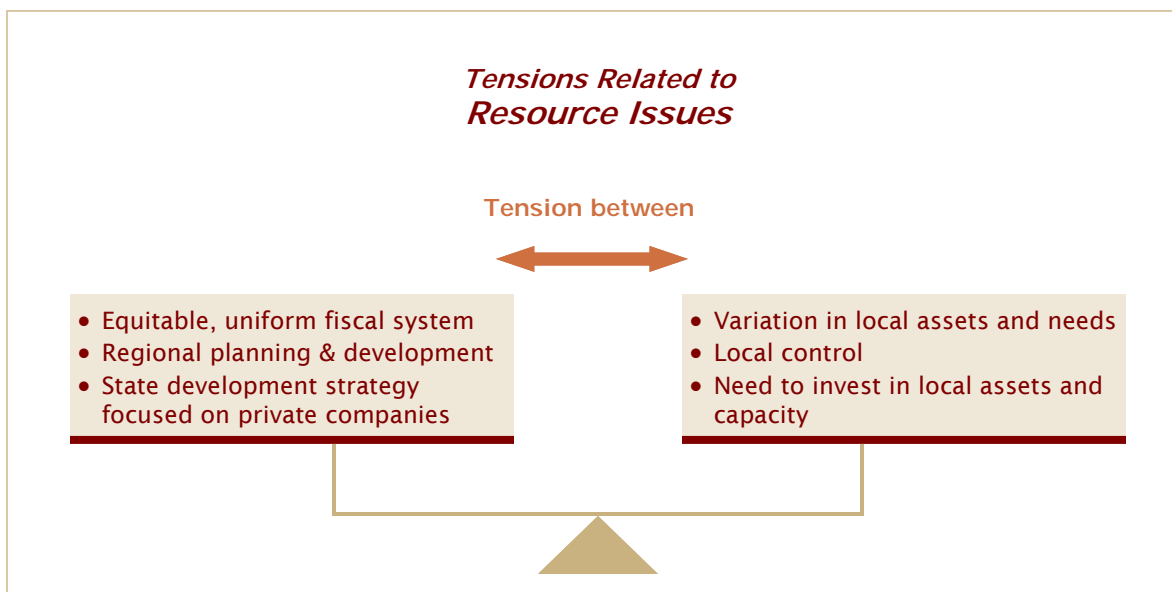 Tensions Related to
Resource Issues
Tension between
• Equitable, uniform fiscal system
• Regional planning & development
• State development strategy
focused on private companies
• Variation in local assets and needs
• Local control
• Need to invest in local assets and
capacity